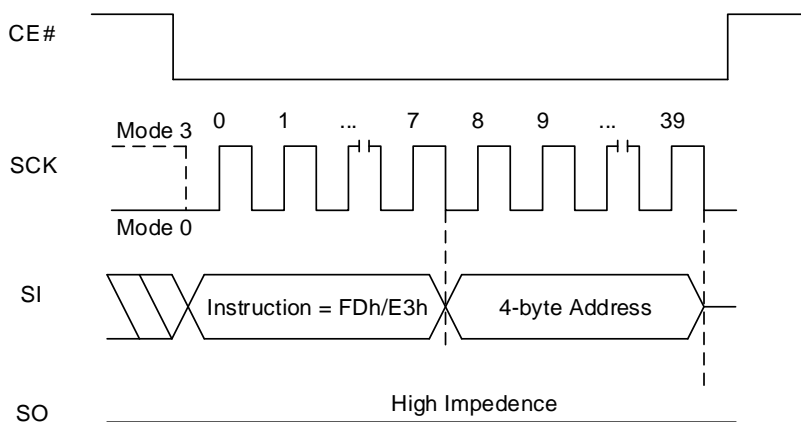 CE#
Mode 3 0 1 ... 7 8 9 ... 39
SCK
Mode 0
SI Instruction = FDh/E3h 4-byte Address
High Impedence
SO